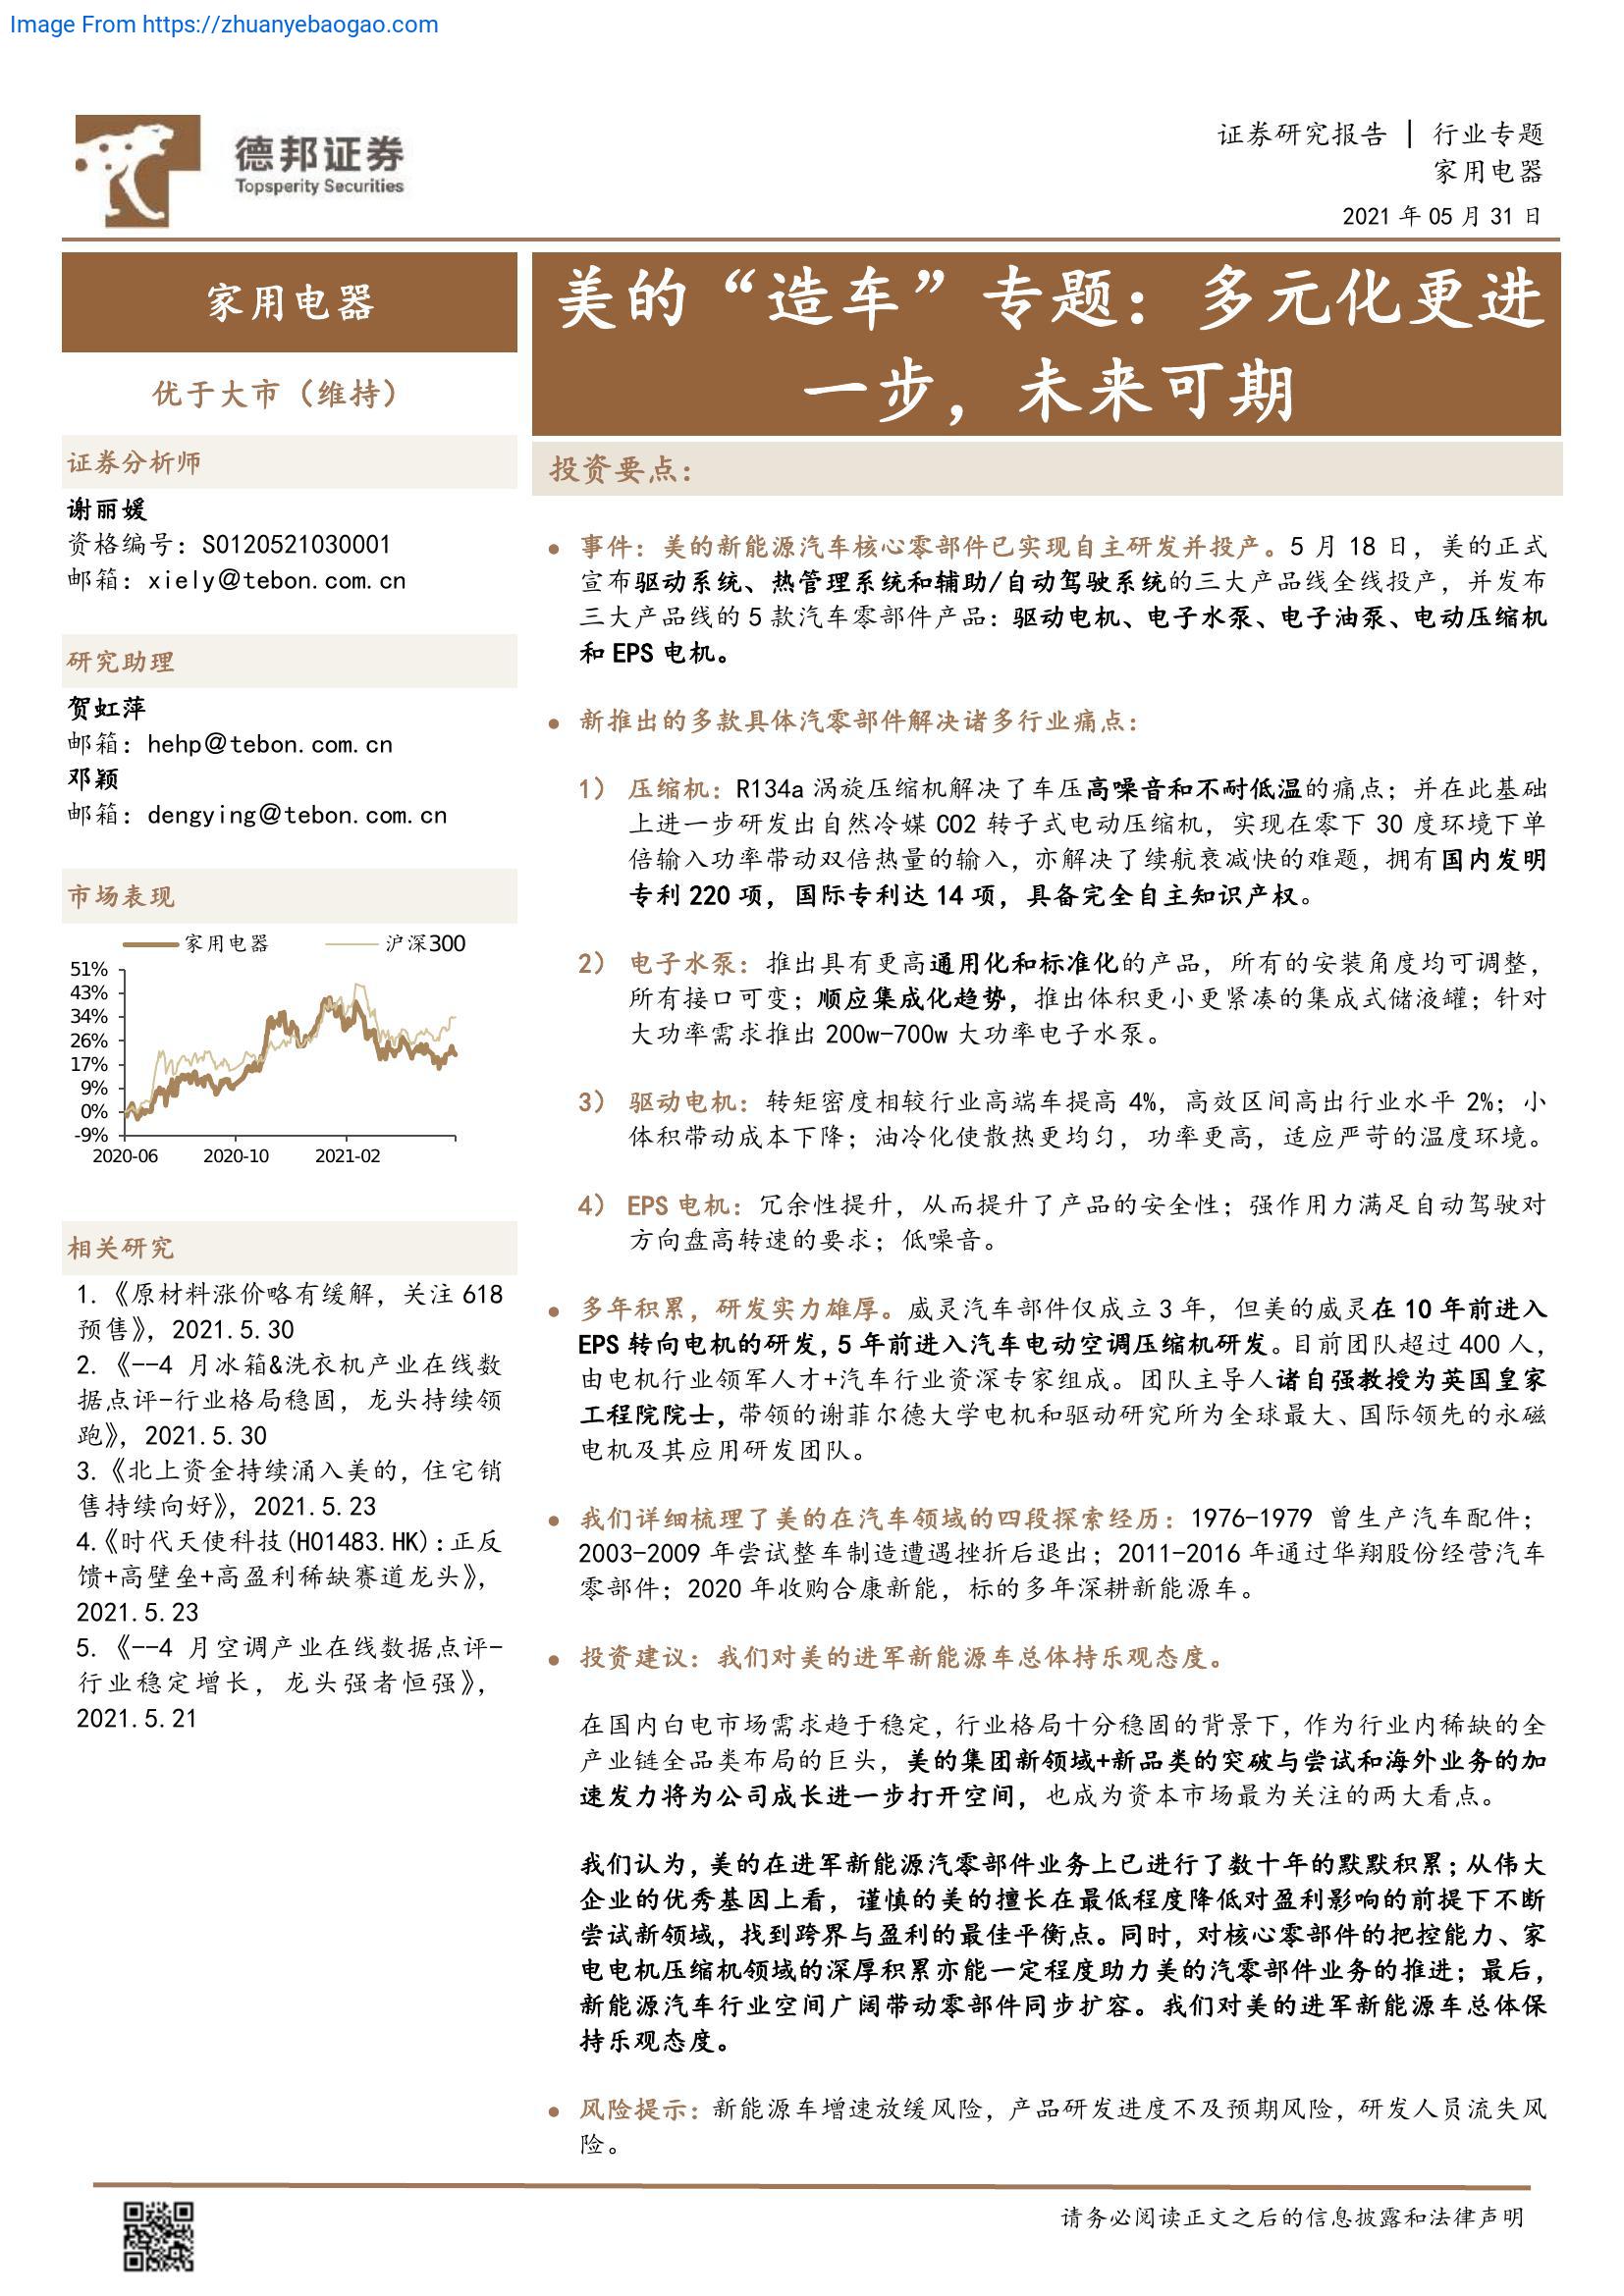 Image From https://zhuanyebaogao.com
德邦证券
Topsperity Securities
证券研究报告 | 行业专题
家用电器
2021 年 05 月 31 日
家用电器
优于大市（维持）
证券分析师
谢丽媛
资格编号：S0120521030001
邮箱：xiely@tebon.com.cn
研究助理
贺虹萍
邮箱：hehp@tebon.com.cn
邓颖
邮箱：dengying@tebon.com.cn
市场表现
家用电器 沪深300
51%
43%
34%
26%
17%
9%
0%
-9%
2020-06 2020-10 2021-02
相关研究
1.《原材料涨价略有缓解，关注 618
预售》，2021.5.30
2.《--4 月冰箱&洗衣机产业在线数
据点评-行业格局稳固，龙头持续领
跑》，2021.5.30
3.《北上资金持续涌入美的，住宅销
售持续向好》，2021.5.23
4.《时代天使科技(H01483.HK)：正反
馈+高壁垒+高盈利稀缺赛道龙头》，
2021.5.23
5.《--4 月空调产业在线数据点评-
行业稳定增长，龙头强者恒强》，
2021.5.21
美的“造车”专题：多元化更进
一步，未来可期
投资要点：
● 事件：美的新能源汽车核心零部件已实现自主研发并投产。5 月 18 日，美的正式
宣布驱动系统、热管理系统和辅助/自动驾驶系统的三大产品线全线投产，并发布
三大产品线的 5 款汽车零部件产品：驱动电机、电子水泵、电子油泵、电动压缩机
和 EPS 电机。
● 新推出的多款具体汽零部件解决诸多行业痛点：
1） 压缩机：R134a 涡旋压缩机解决了车压高噪音和不耐低温的痛点；并在此基础
上进一步研发出自然冷媒 CO2 转子式电动压缩机，实现在零下 30 度环境下单
倍输入功率带动双倍热量的输入，亦解决了续航衰减快的难题，拥有国内发明
专利 220 项，国际专利达 14 项，具备完全自主知识产权。
2） 电子水泵：推出具有更高通用化和标准化的产品，所有的安装角度均可调整，
所有接口可变；顺应集成化趋势，推出体积更小更紧凑的集成式储液罐；针对
大功率需求推出 200w-700w 大功率电子水泵。
3） 驱动电机：转矩密度相较行业高端车提高 4%，高效区间高出行业水平 2%；小
体积带动成本下降；油冷化使散热更均匀，功率更高，适应严苛的温度环境。
4） EPS 电机：冗余性提升，从而提升了产品的安全性；强作用力满足自动驾驶对
方向盘高转速的要求；低噪音。
● 多年积累，研发实力雄厚。威灵汽车部件仅成立 3 年，但美的威灵在 10 年前进入
EPS 转向电机的研发，5 年前进入汽车电动空调压缩机研发。目前团队超过 400 人，
由电机行业领军人才+汽车行业资深专家组成。团队主导人诸自强教授为英国皇家
工程院院士，带领的谢菲尔德大学电机和驱动研究所为全球最大、国际领先的永磁
电机及其应用研发团队。
● 我们详细梳理了美的在汽车领域的四段探索经历：1976-1979 曾生产汽车配件；
2003-2009 年尝试整车制造遭遇挫折后退出；2011-2016 年通过华翔股份经营汽车
零部件；2020 年收购合康新能，标的多年深耕新能源车。
● 投资建议：我们对美的进军新能源车总体持乐观态度。
在国内白电市场需求趋于稳定，行业格局十分稳固的背景下，作为行业内稀缺的全
产业链全品类布局的巨头，美的集团新领域+新品类的突破与尝试和海外业务的加
速发力将为公司成长进一步打开空间，也成为资本市场最为关注的两大看点。
我们认为，美的在进军新能源汽零部件业务上已进行了数十年的默默积累；从伟大
企业的优秀基因上看，谨慎的美的擅长在最低程度降低对盈利影响的前提下不断
尝试新领域，找到跨界与盈利的最佳平衡点。同时，对核心零部件的把控能力、家
电电机压缩机领域的深厚积累亦能一定程度助力美的汽零部件业务的推进；最后，
新能源汽车行业空间广阔带动零部件同步扩容。我们对美的进军新能源车总体保
持乐观态度。
● 风险提示：新能源车增速放缓风险，产品研发进度不及预期风险，研发人员流失风
险。
请务必阅读正文之后的信息披露和法律声明